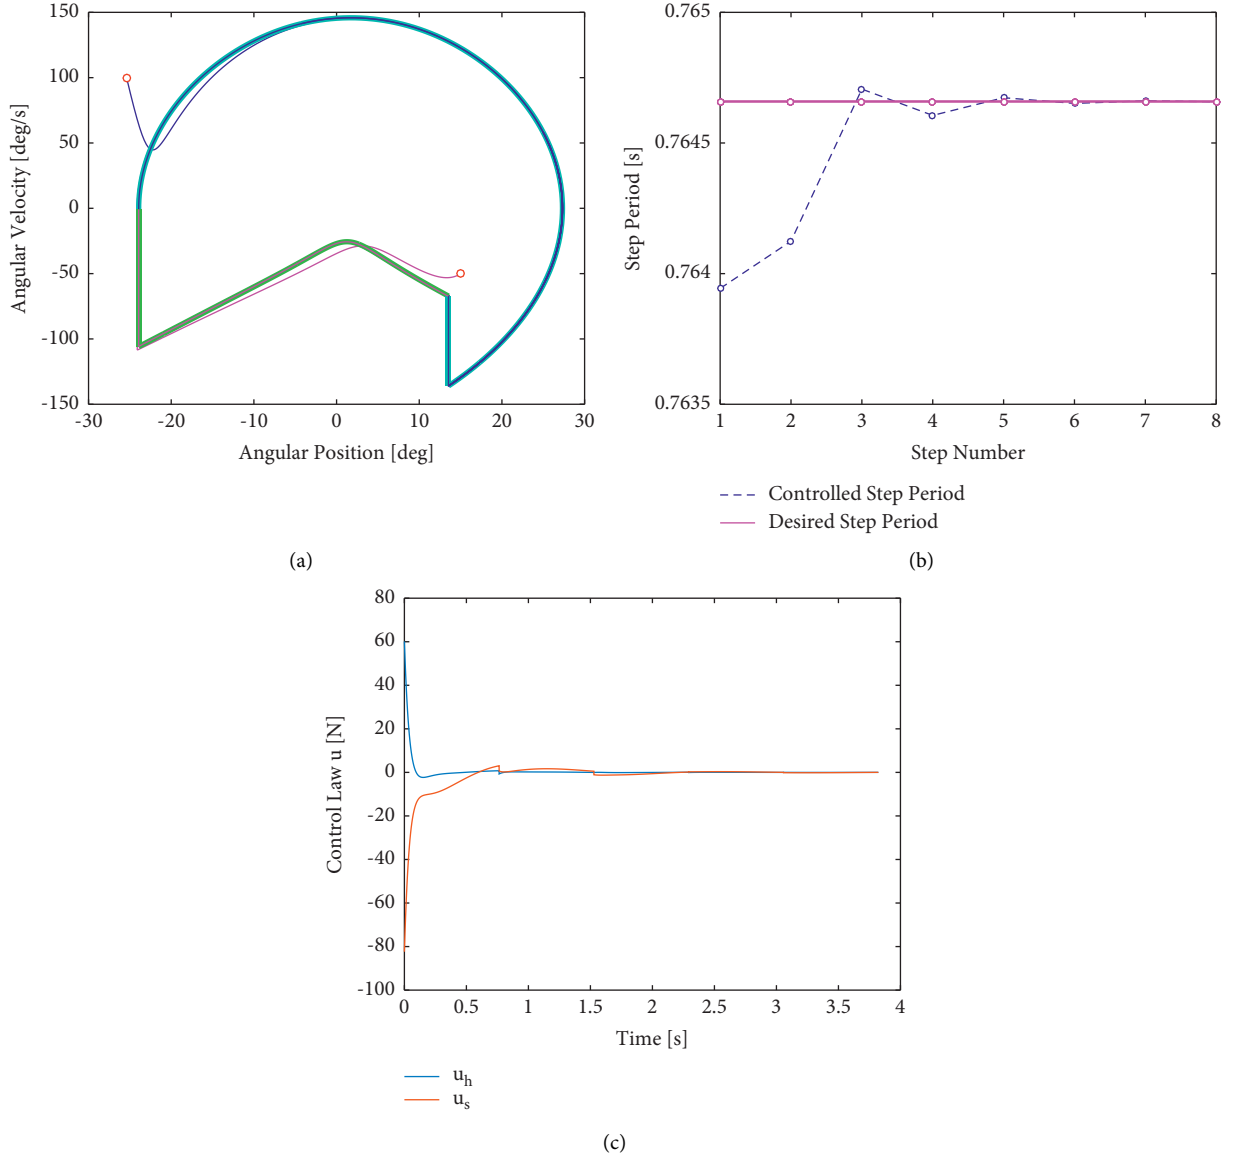 150
100
50
0
-50
-100
-150
-30 -20 -10 0 10 20 30
Angular Velocity [deg/s]
Angular Position [deg]
(a)
0.765
0.7645
0.764
0.7635
1 2 3 4 5 6 7 8
Step Period [s]
Step Number
Controlled Step Period
Desired Step Period
(b)
80
60
40
20
0
-20
-40
-60
-80
-100
0 0.5 1 1.5 2 2.5 3 3.5 4
Control Law u [N]
Time [s]
u_h
u_s
(c)